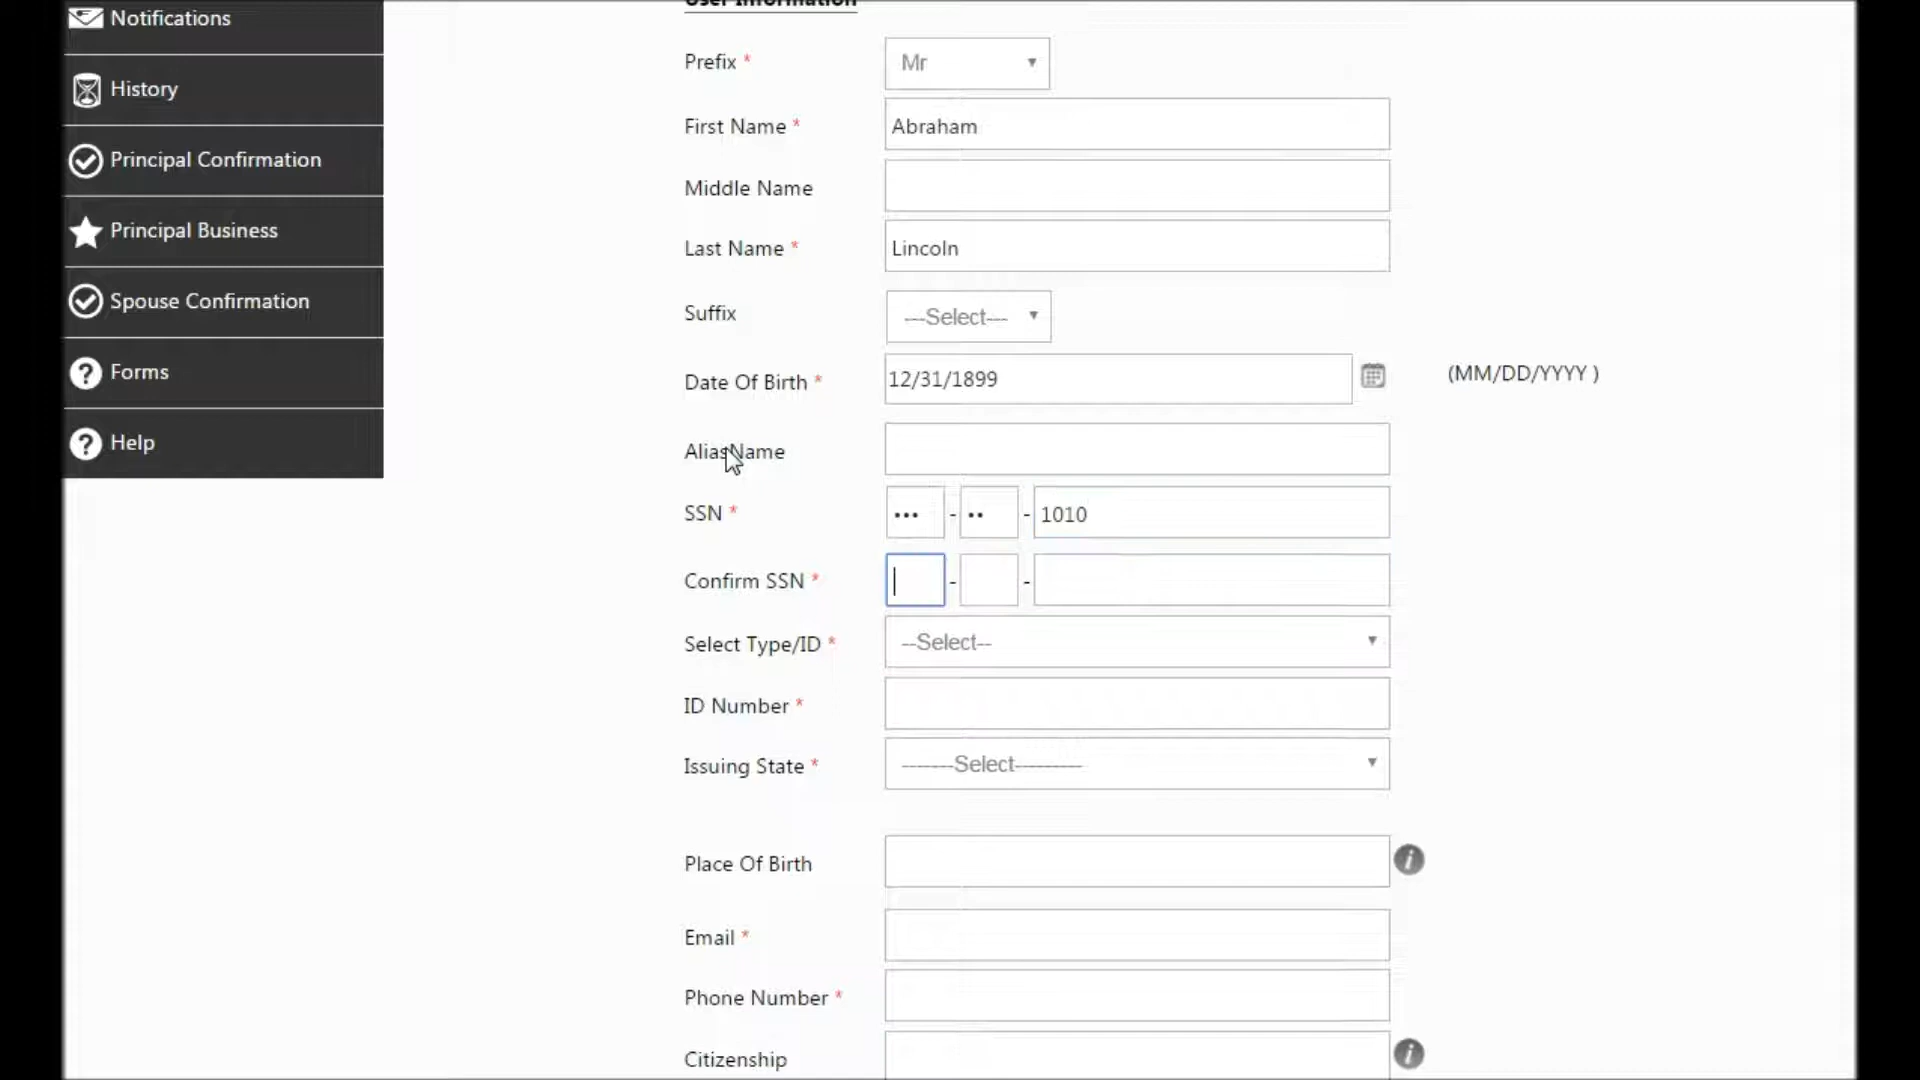 Notifications
History
Principal Confirmation
Principal Business
Spouse Confirmation
Forms
Help
User Information
Prefix * Mr
First Name * Abraham
Middle Name
Last Name * Lincoln
Suffix ---Select---
Date Of Birth * 12/31/1899 (MM/DD/YYYY )
Alias Name
SSN * ••• - •• - 1010
Confirm SSN * - -
Select Type/ID * --Select--
ID Number *
Issuing State * -------Select---------
Place Of Birth
Email *
Phone Number *
Citizenship